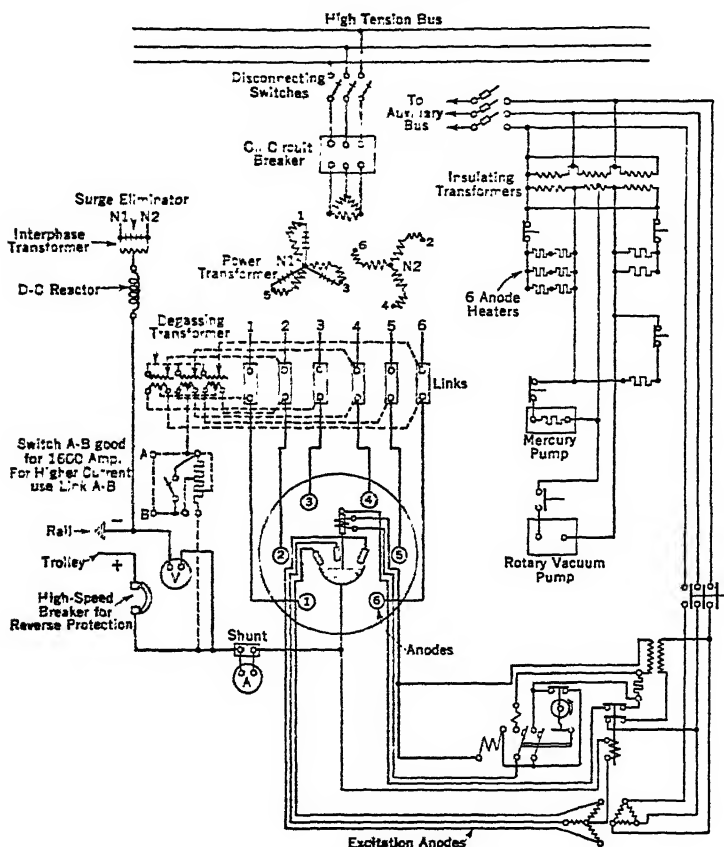 High Tension Bus
Disconnecting
Switches
To
Auxiliary
Bus
Breaker
Insulating
Transformers
Surge Eliminator
N1 N2
Interphase
Transformer
D-C Reactor
1
6
2
Power
Transformer
N1
N2
5
3
4
6 Anode
Heaters
Degassing
Transformer
1 2 3 4 5 6
Links
Mercury
Pump
Switch A-B good
for 1600 Amp.
For Higher Current
use Link A-B
A
B
3 4
2 5
1 6
Rail −
Trolley +
V
Rotary Vacuum
Pump
High-Speed
Breaker for
Reverse Protection
Shunt
A
Anodes
Excitation Anodes